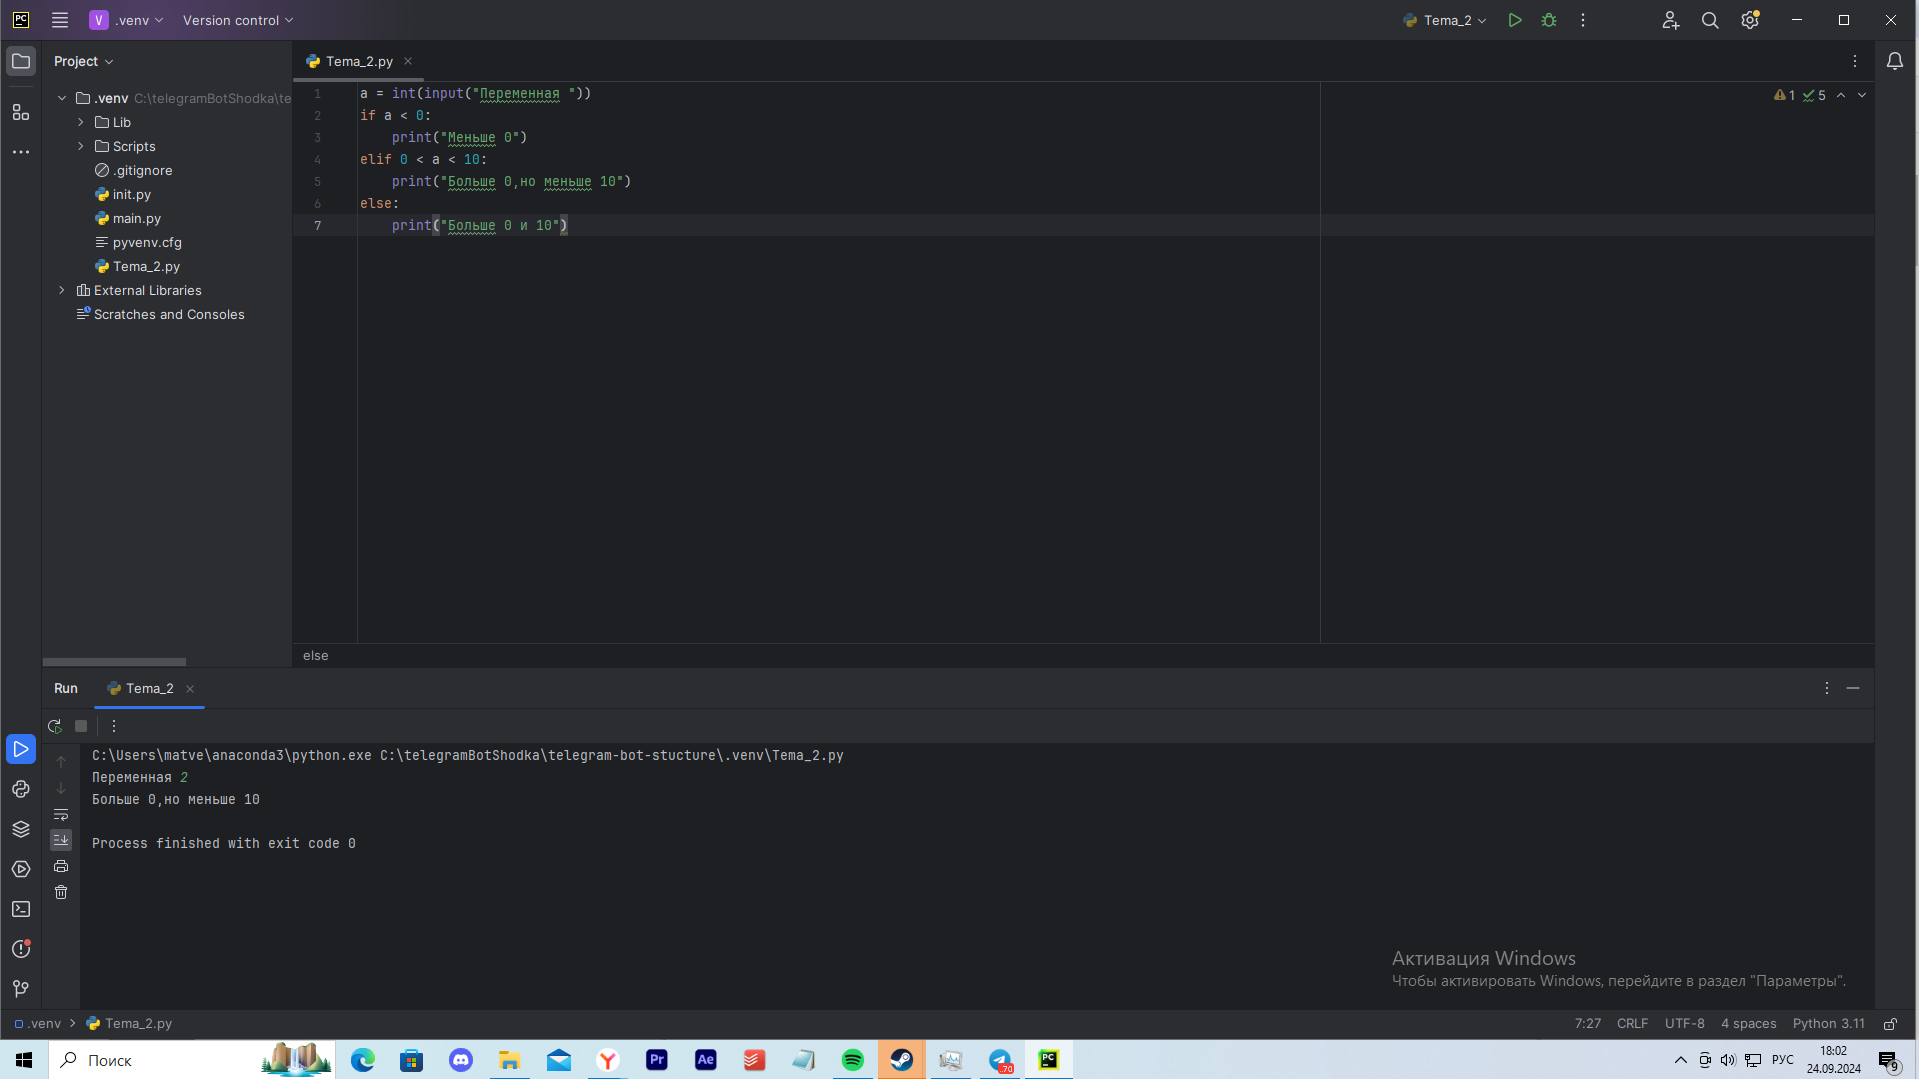 PC
V .venv Version control Tema_2
Project Tema_2.py
.venv C:\telegramBotShodka\te
Lib
Scripts
.gitignore
init.py
main.py
pyvenv.cfg
Tema_2.py
External Libraries
Scratches and Consoles
1 a = int(input("Переменная "))
2 if a < 0:
3 print("Меньше 0")
4 elif 0 < a < 10:
5 print("Больше 0,но меньше 10")
6 else:
7 print("Больше 0 и 10")
1 5
else
Run Tema_2
C:\Users\matve\anaconda3\python.exe C:\telegramBotShodka\telegram-bot-stucture\.venv\Tema_2.py
Переменная 2
Больше 0,но меньше 10
Process finished with exit code 0
Активация Windows
Чтобы активировать Windows, перейдите в раздел "Параметры".
.venv Tema_2.py 7:27 CRLF UTF-8 4 spaces Python 3.11
Поиск Pr Ae .70 PC РУС 18:02
24.09.2024 9